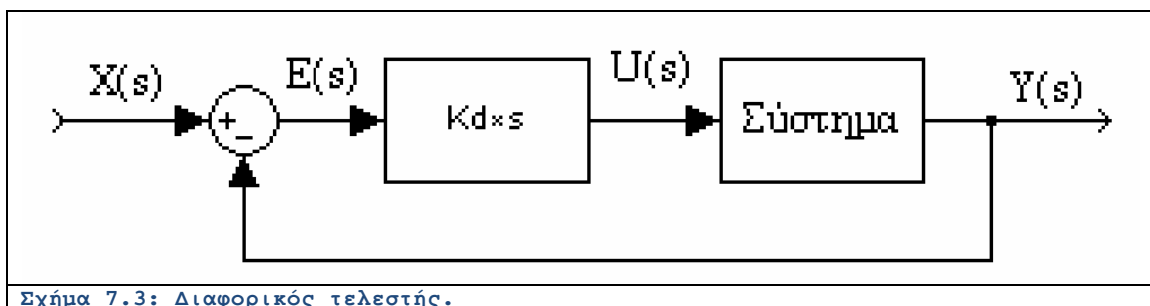 X(s)
E(s)
U(s)
Y(s)
+
−
Kd×s
Σύστημα
Σχήμα 7.3: Διαφορικός τελεστής.